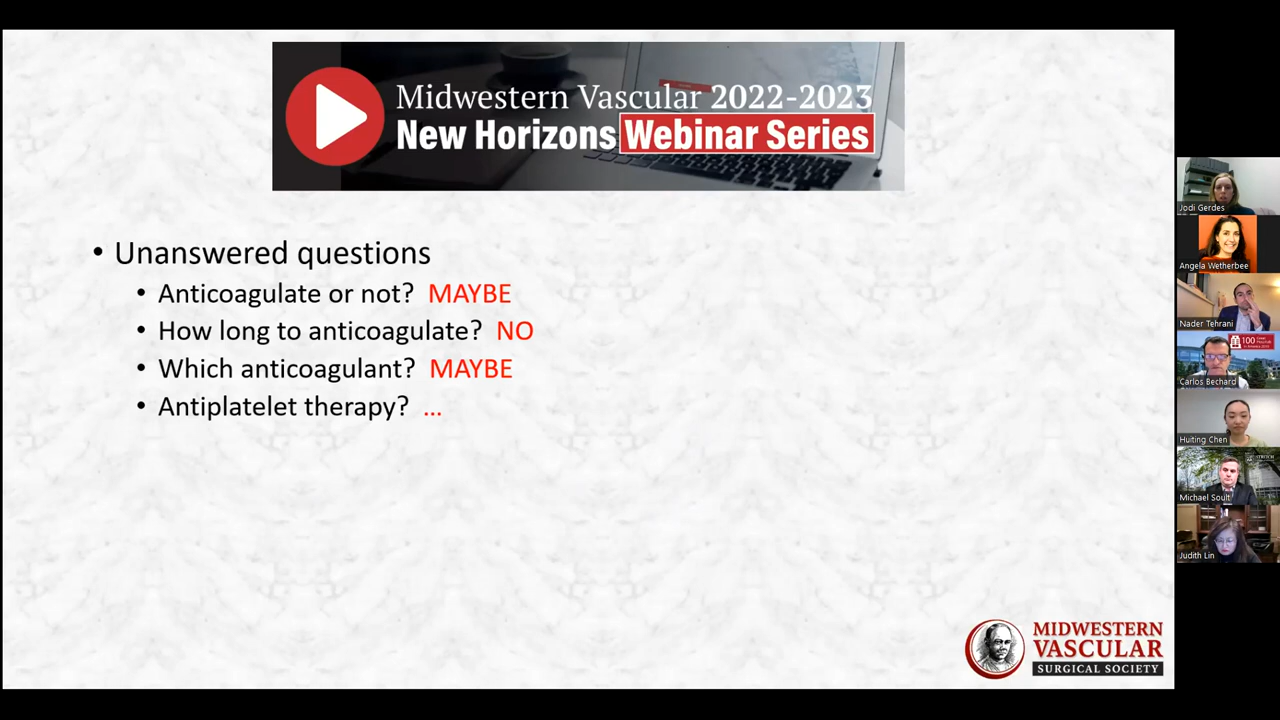 Midwestern Vascular 2022-2023
New Horizons Webinar Series
• Unanswered questions
• Anticoagulate or not? MAYBE
• How long to anticoagulate? NO
• Which anticoagulant? MAYBE
• Antiplatelet therapy? ...
MIDWESTERN
VASCULAR
SURGICAL SOCIETY
Jodi Gerdes
Angela Wetherbee
Nader Tehrani
100
Carlos Bechara
Huiting Chen
Michael Soult
Judith Lin